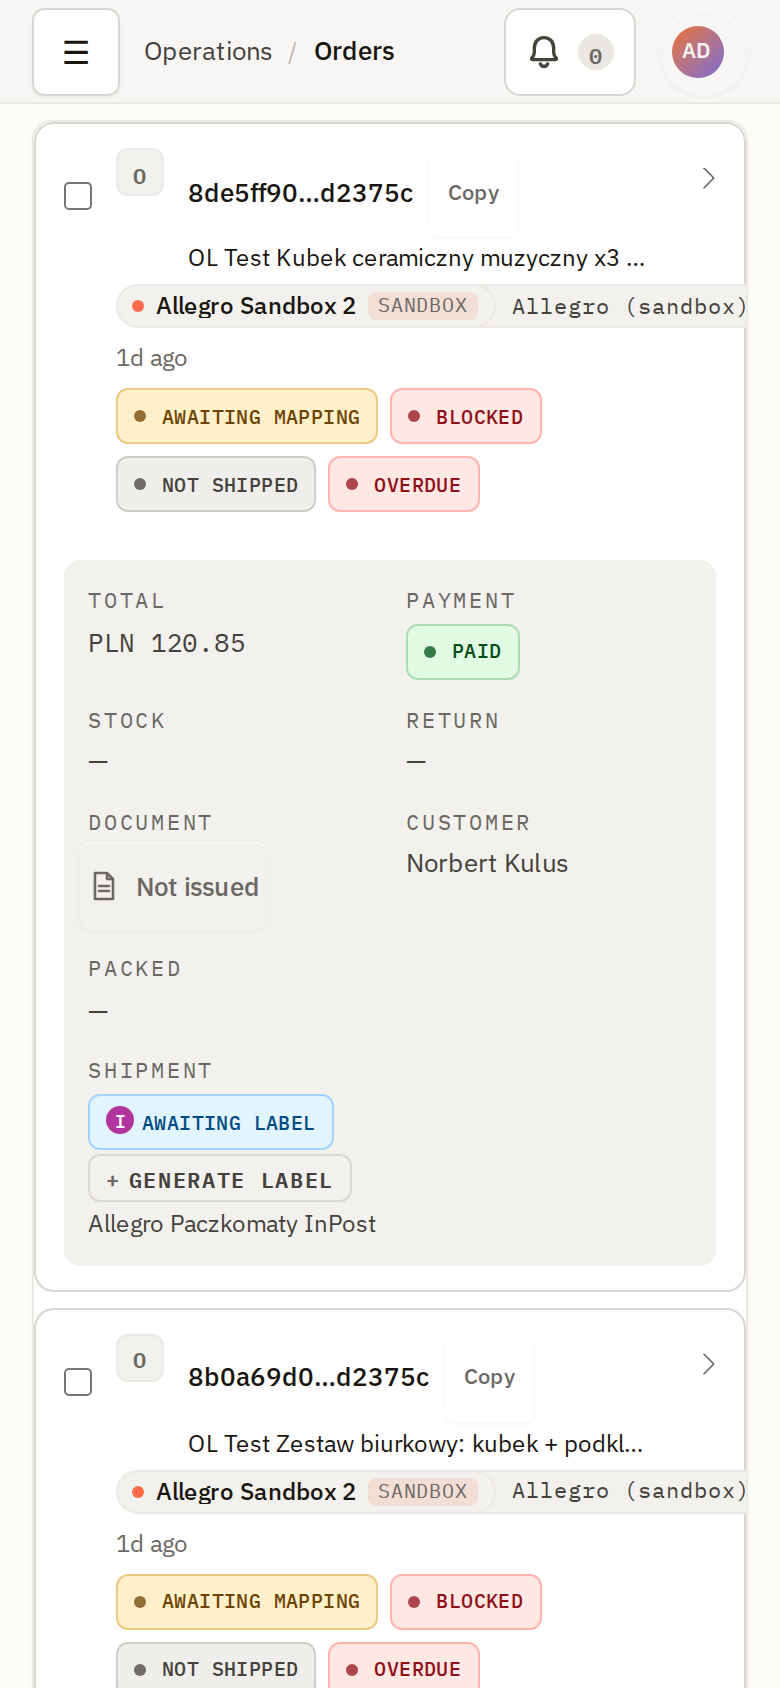 ☰ Operations / Orders 0 AD
0 8de5ff90...d2375c Copy
OL Test Kubek ceramiczny muzyczny x3 ...
Allegro Sandbox 2 SANDBOX Allegro (sandbox)
1d ago
AWAITING MAPPING BLOCKED
NOT SHIPPED OVERDUE
TOTAL PAYMENT
PLN 120.85 PAID
STOCK RETURN
— —
DOCUMENT CUSTOMER
Not issued Norbert Kulus
PACKED
—
SHIPMENT
I AWAITING LABEL
+ GENERATE LABEL
Allegro Paczkomaty InPost
0 8b0a69d0...d2375c Copy
OL Test Zestaw biurkowy: kubek + podkl...
Allegro Sandbox 2 SANDBOX Allegro (sandbox)
1d ago
AWAITING MAPPING BLOCKED
NOT SHIPPED OVERDUE